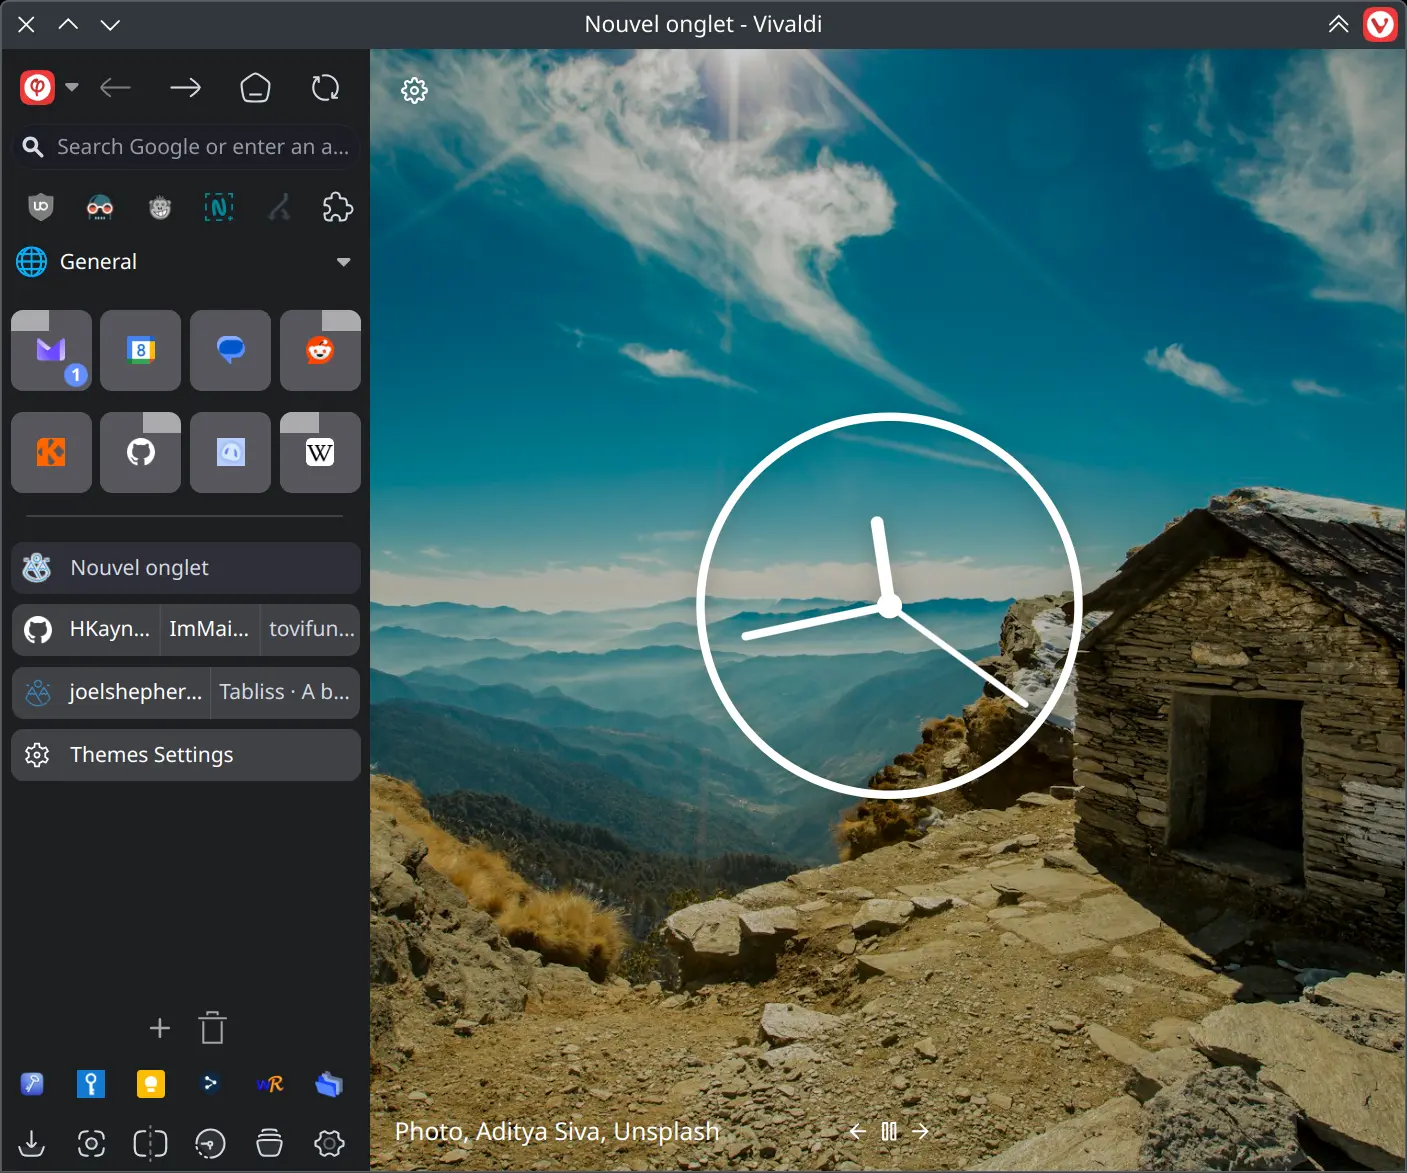 Nouvel onglet - Vivaldi
Search Google or enter an a...
General
8
1
W
Nouvel onglet
HKayn... ImMai... tovifun...
joelshepher... Tabliss · A b...
Themes Settings
WR
Photo, Aditya Siva, Unsplash